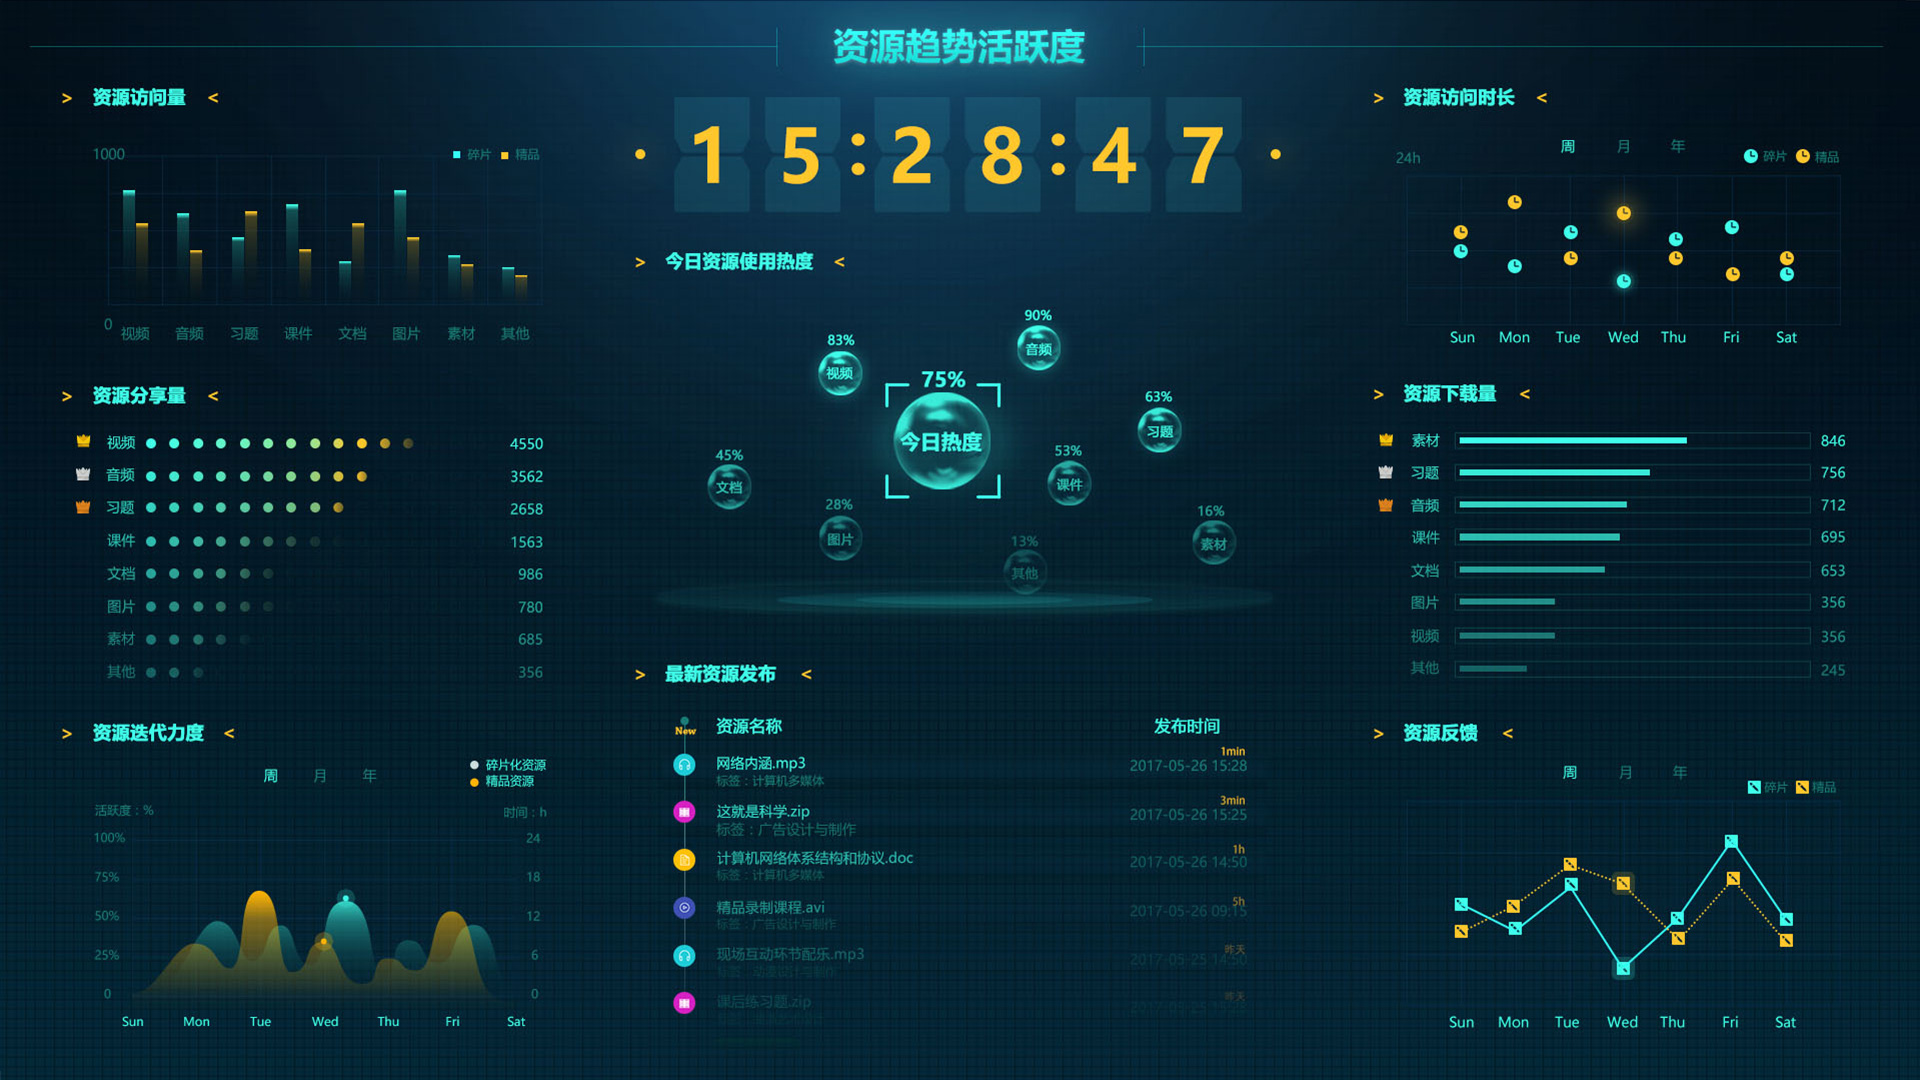 资源趋势活跃度
> 资源访问量 <
1000
碎片 精品
0
视频 音频 习题 课件 文档 图片 素材 其他
> 资源分享量 <
视频 4550
音频 3562
习题 2658
课件 1563
文档 986
图片 780
素材 685
其他 356
> 资源迭代力度 <
周 月 年
碎片化资源
精品资源
活跃度：% 时间：h
100% 24
75% 18
50% 12
25% 6
0 0
Sun Mon Tue Wed Thu Fri Sat
15:28:47
> 今日资源使用热度 <
90%
音频
83%
视频
75%
今日热度
63%
习题
45%
文档
53%
课件
28%
图片
16%
素材
13%
其他
> 最新资源发布 <
New 资源名称 发布时间
1min
网络内涵.mp3 2017-05-26 15:28
标签：计算机多媒体
3min
这就是科学.zip 2017-05-26 15:25
标签：广告设计与制作
1h
计算机网络体系结构和协议.doc 2017-05-26 14:50
标签：计算机多媒体
5h
精品录制课程.avi 2017-05-26 09:15
标签：广告设计与制作
昨天
现场互动环节配乐.mp3 2017-05-25 14:50
昨天
课后练习题.zip
> 资源访问时长 <
周 月 年
24h 碎片 精品
Sun Mon Tue Wed Thu Fri Sat
> 资源下载量 <
素材 846
习题 756
音频 712
课件 695
文档 653
图片 356
视频 356
其他 245
> 资源反馈 <
周 月 年
碎片 精品
Sun Mon Tue Wed Thu Fri Sat